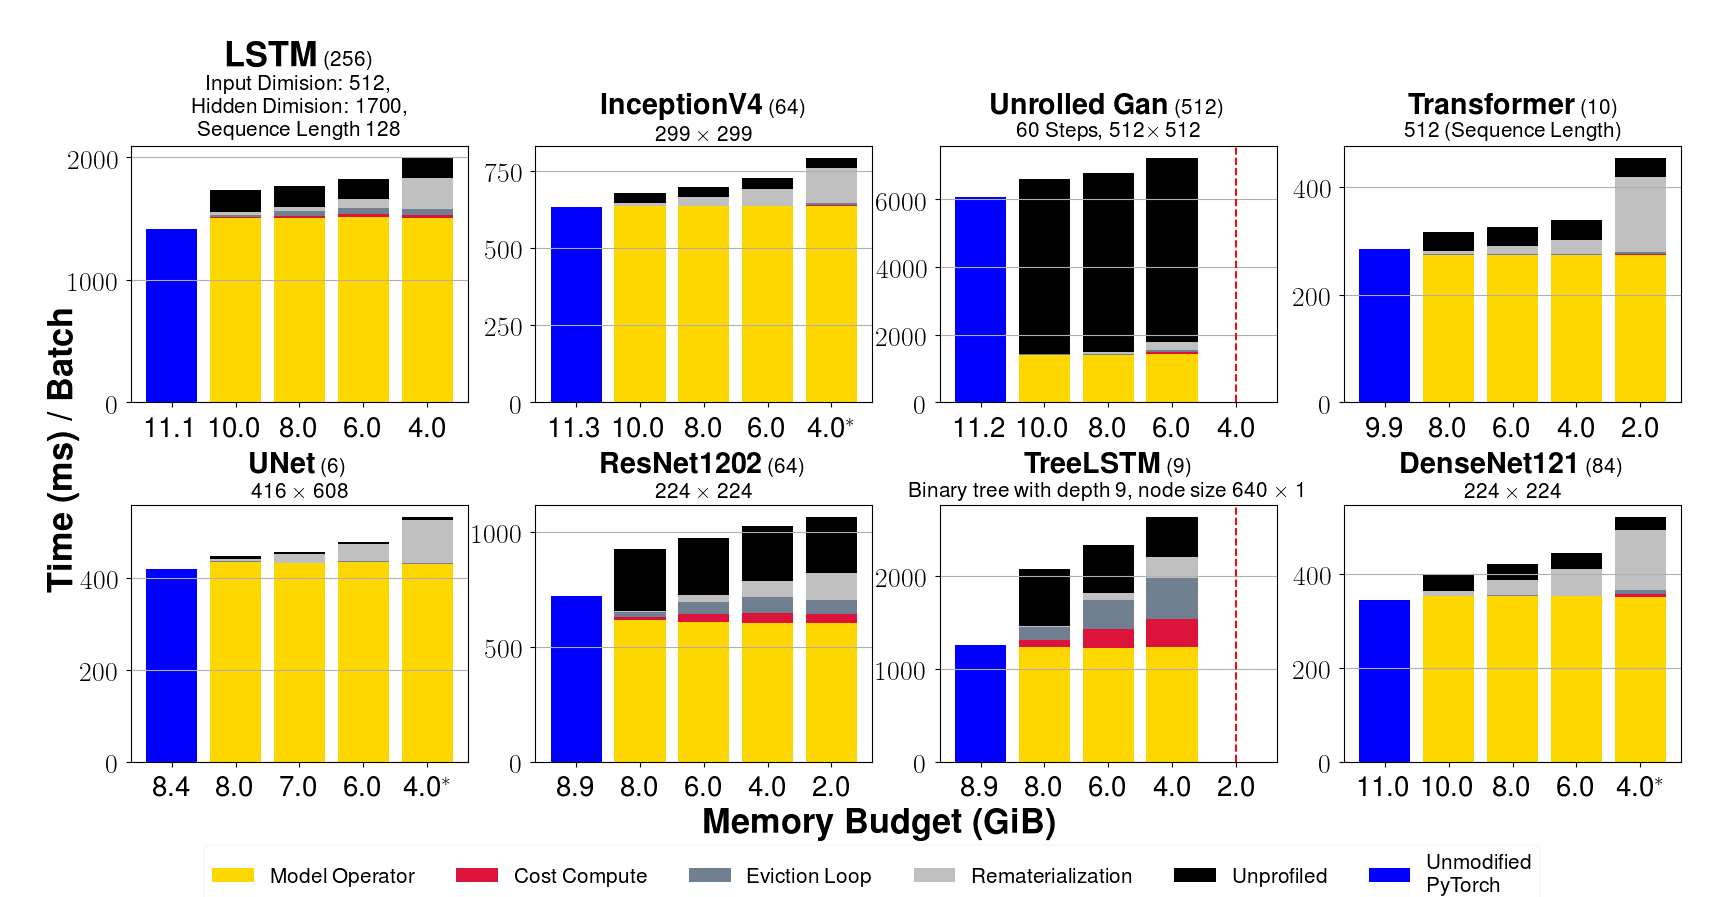 LSTM (256)
Input Dimision: 512,
Hidden Dimision: 1700,
Sequence Length 128
2000
1000
0
11.1 10.0 8.0 6.0 4.0
InceptionV4 (64)
299 × 299
750
500
250
0
11.3 10.0 8.0 6.0 4.0*
Unrolled Gan (512)
60 Steps, 512× 512
6000
4000
2000
0
11.2 10.0 8.0 6.0 4.0
Transformer (10)
512 (Sequence Length)
400
200
0
9.9 8.0 6.0 4.0 2.0
Time (ms) / Batch
UNet (6)
416 × 608
400
200
0
8.4 8.0 7.0 6.0 4.0*
ResNet1202 (64)
224 × 224
1000
500
0
8.9 8.0 6.0 4.0 2.0
TreeLSTM (9)
Binary tree with depth 9, node size 640 × 1
2000
1000
0
8.9 8.0 6.0 4.0 2.0
DenseNet121 (84)
224 × 224
400
200
0
11.0 10.0 8.0 6.0 4.0*
Memory Budget (GiB)
Model Operator
Cost Compute
Eviction Loop
Rematerialization
Unprofiled
Unmodified
PyTorch